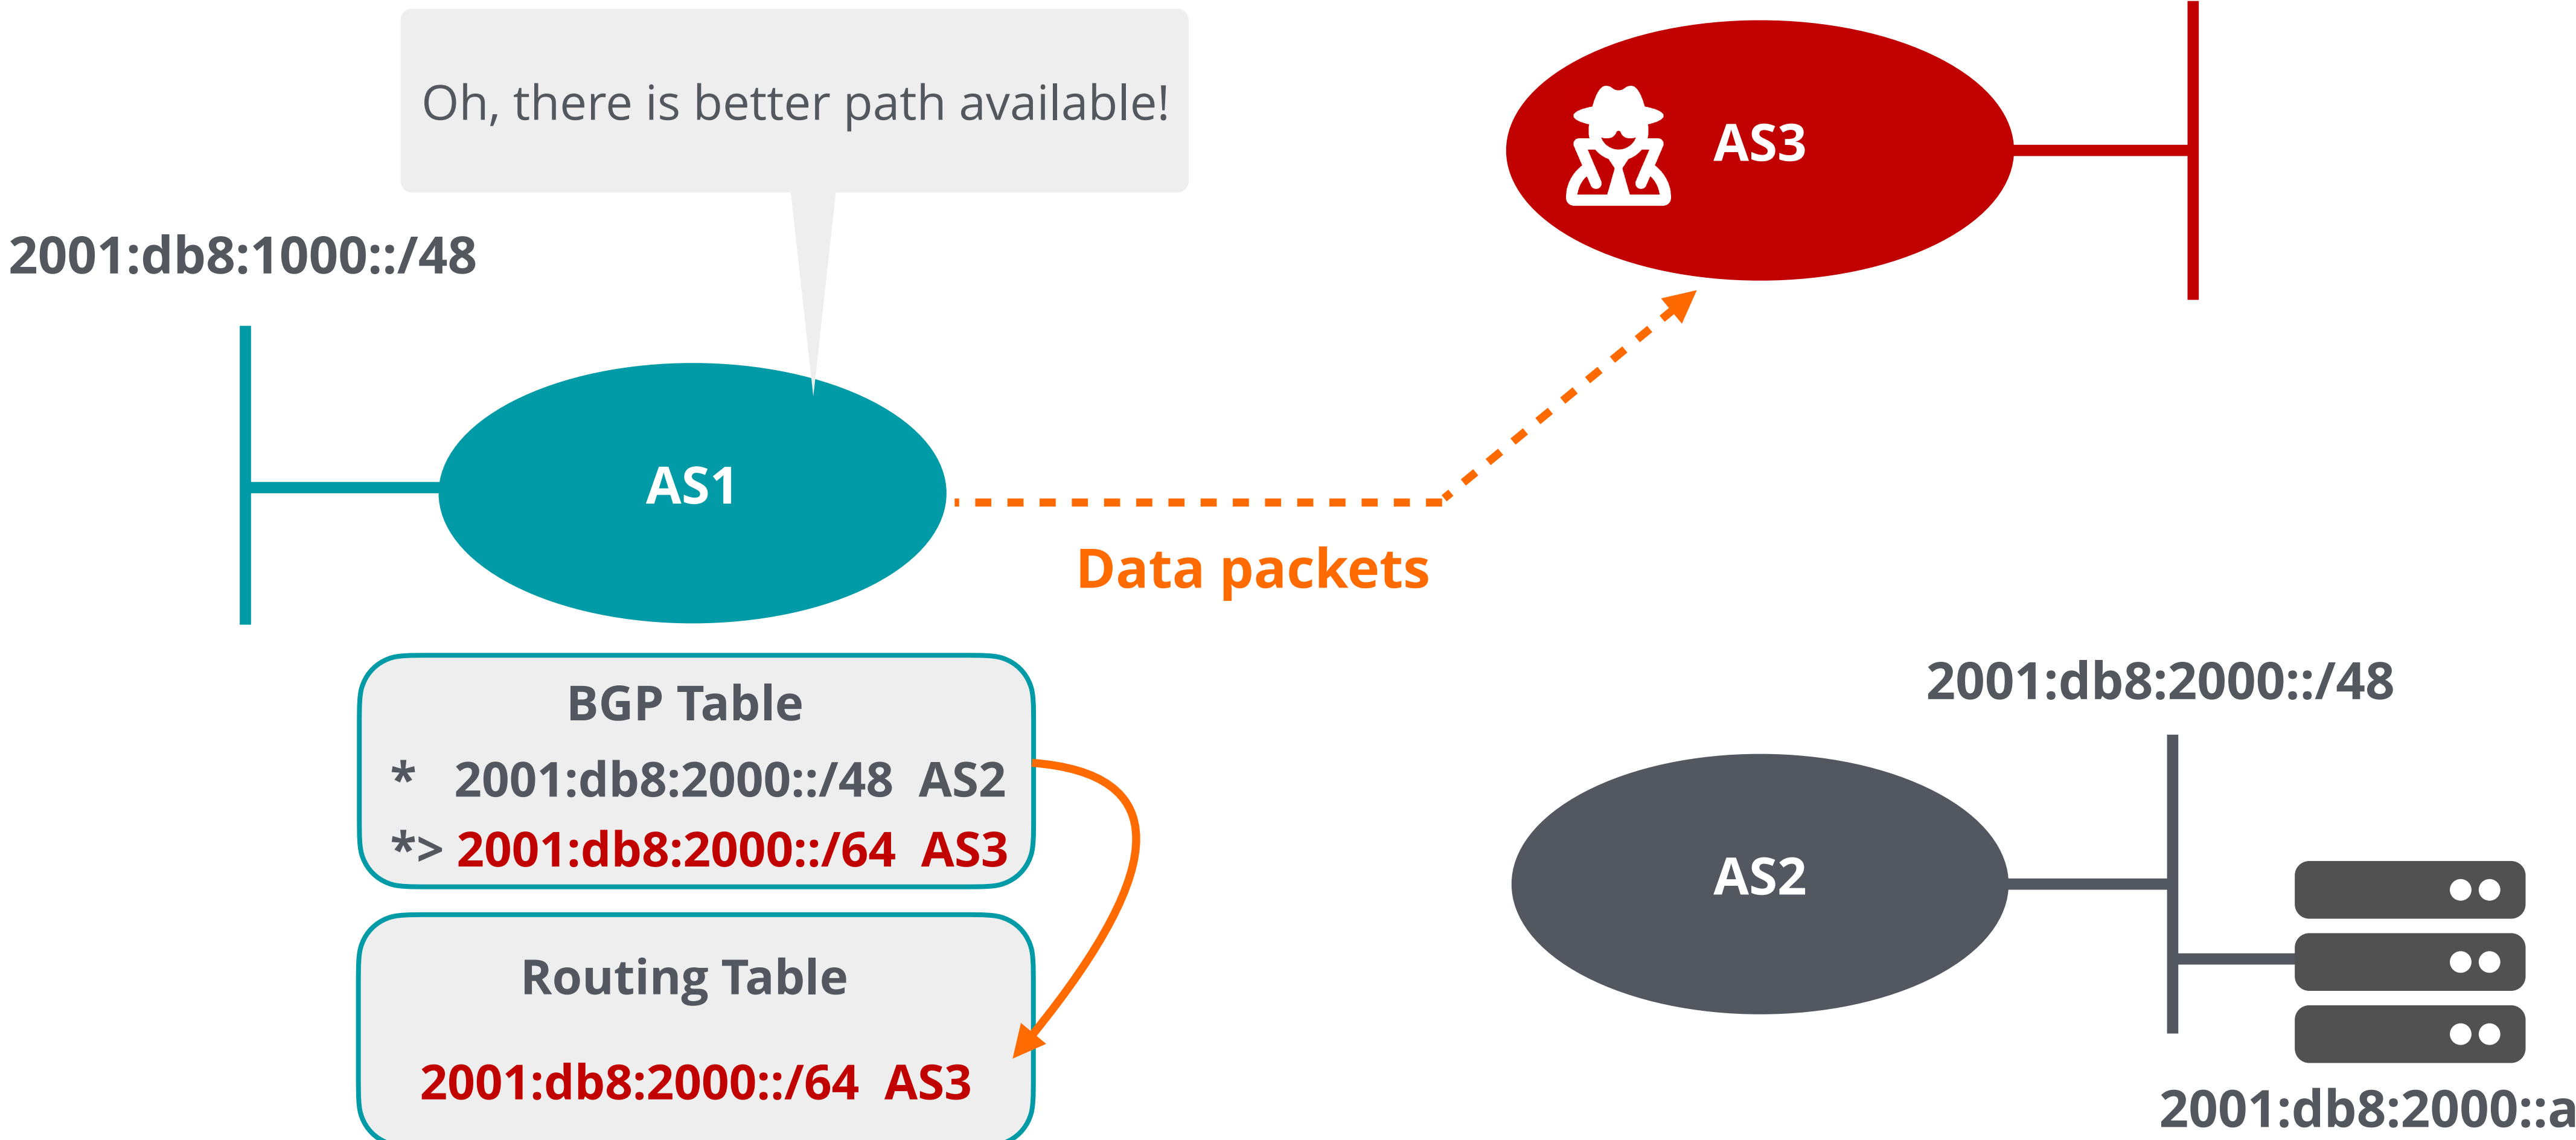 Oh, there is better path available!
AS3
2001:db8:1000::/48
AS1
Data packets
BGP Table
* 2001:db8:2000::/48 AS2
*> 2001:db8:2000::/64 AS3
Routing Table
2001:db8:2000::/64 AS3
2001:db8:2000::/48
AS2
2001:db8:2000::a